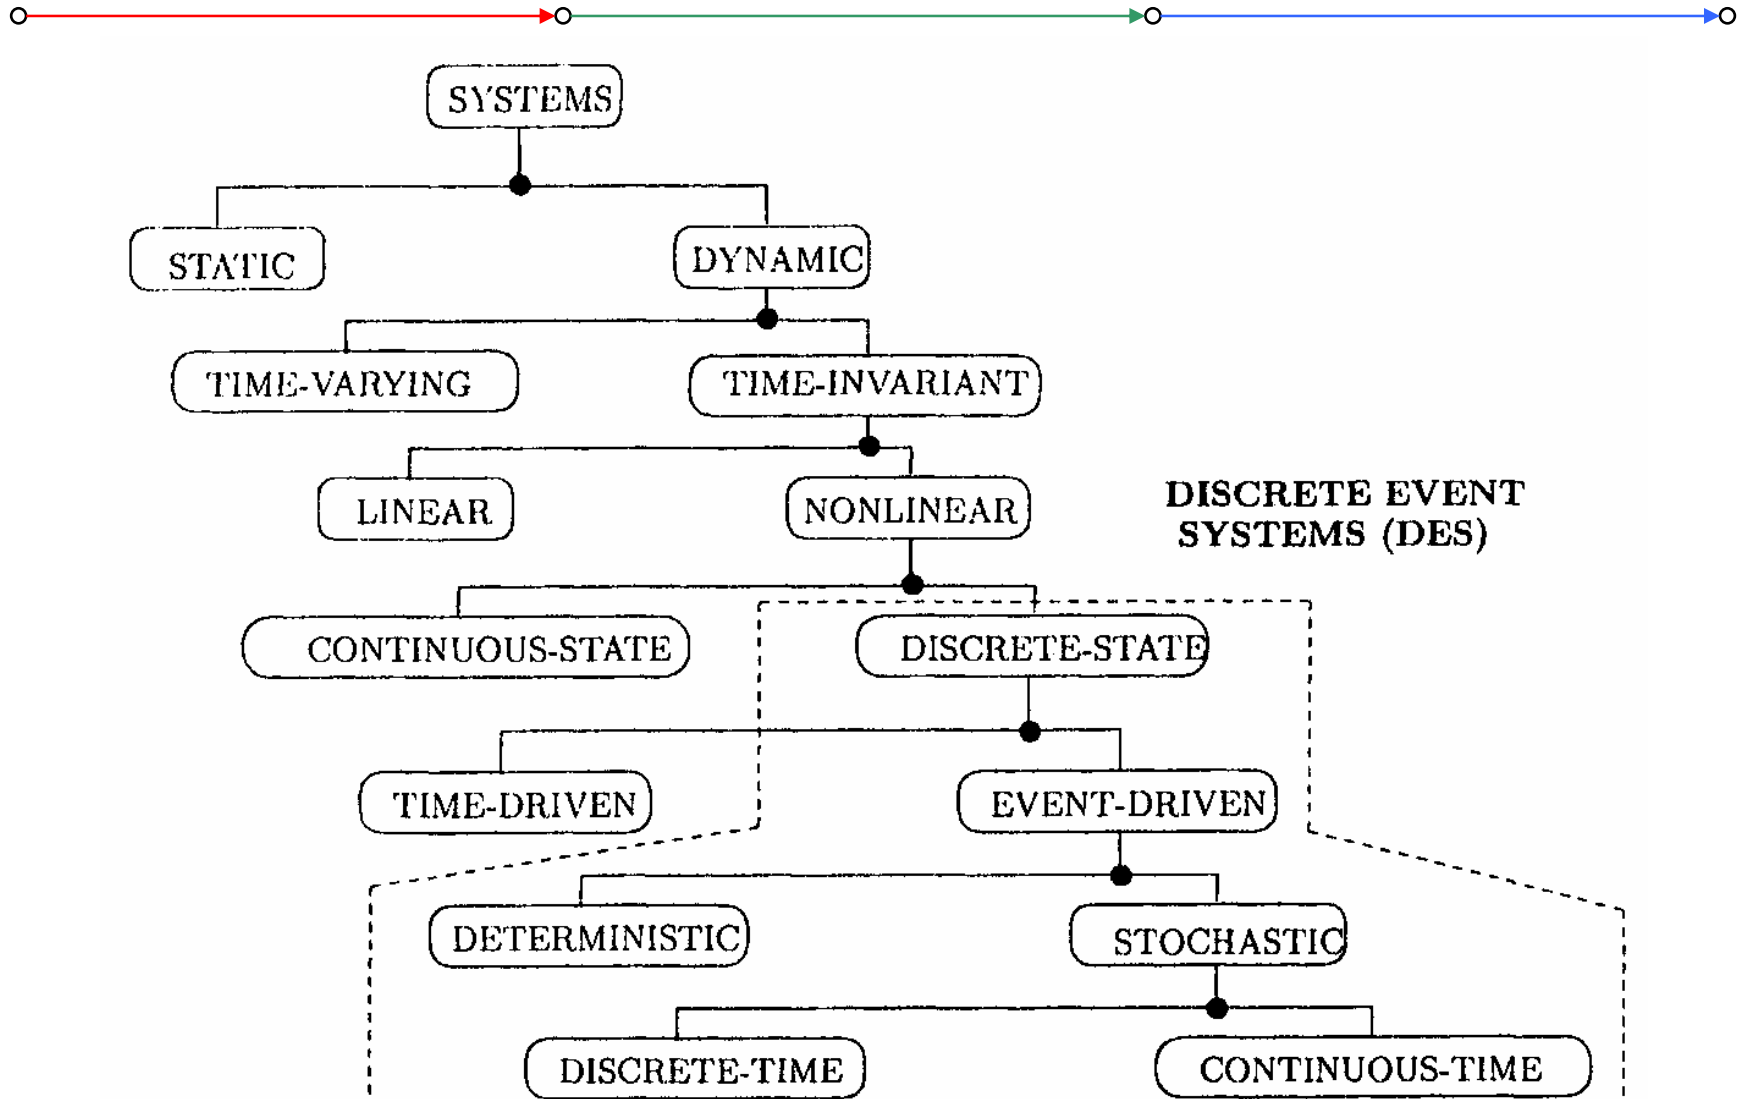 SYSTEMS
STATIC
DYNAMIC
TIME-VARYING
TIME-INVARIANT
LINEAR
NONLINEAR
DISCRETE EVENT
SYSTEMS (DES)
CONTINUOUS-STATE
DISCRETE-STATE
TIME-DRIVEN
EVENT-DRIVEN
DETERMINISTIC
STOCHASTIC
DISCRETE-TIME
CONTINUOUS-TIME